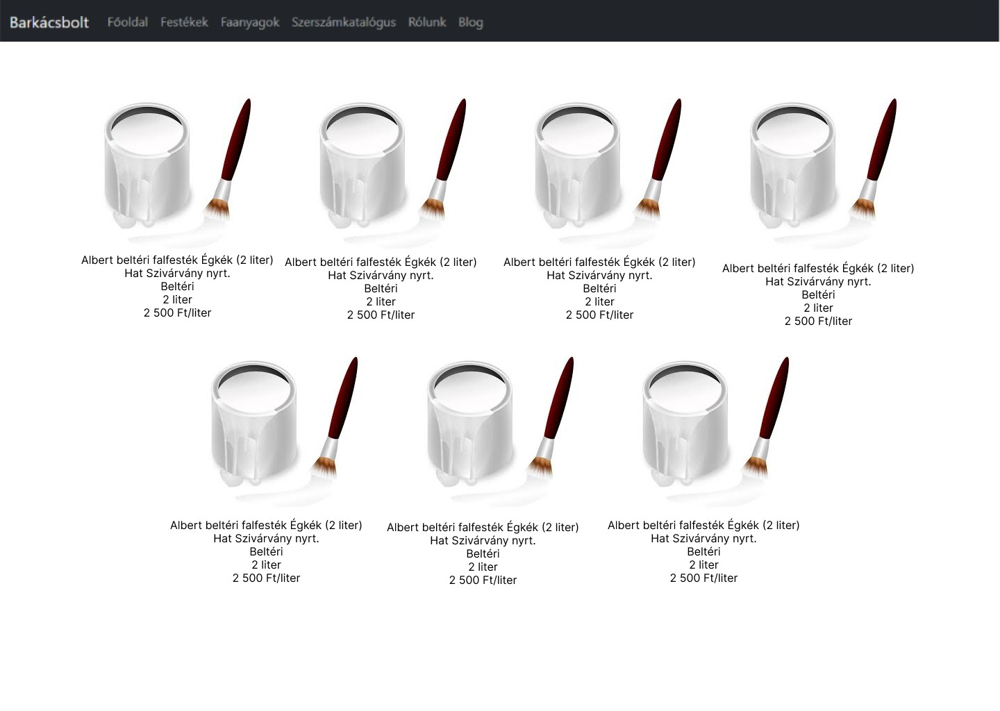 Barkácsbolt Főoldal Festékek Faanyagok Szerszámkatalógus Rólunk Blog
Albert beltéri falfesték Égkék (2 liter)
Hat Szivárvány nyrt.
Beltéri
2 liter
2 500 Ft/liter
Albert beltéri falfesték Égkék (2 liter)
Hat Szivárvány nyrt.
Beltéri
2 liter
2 500 Ft/liter
Albert beltéri falfesték Égkék (2 liter)
Hat Szivárvány nyrt.
Beltéri
2 liter
2 500 Ft/liter
Albert beltéri falfesték Égkék (2 liter)
Hat Szivárvány nyrt.
Beltéri
2 liter
2 500 Ft/liter
Albert beltéri falfesték Égkék (2 liter)
Hat Szivárvány nyrt.
Beltéri
2 liter
2 500 Ft/liter
Albert beltéri falfesték Égkék (2 liter)
Hat Szivárvány nyrt.
Beltéri
2 liter
2 500 Ft/liter
Albert beltéri falfesték Égkék (2 liter)
Hat Szivárvány nyrt.
Beltéri
2 liter
2 500 Ft/liter